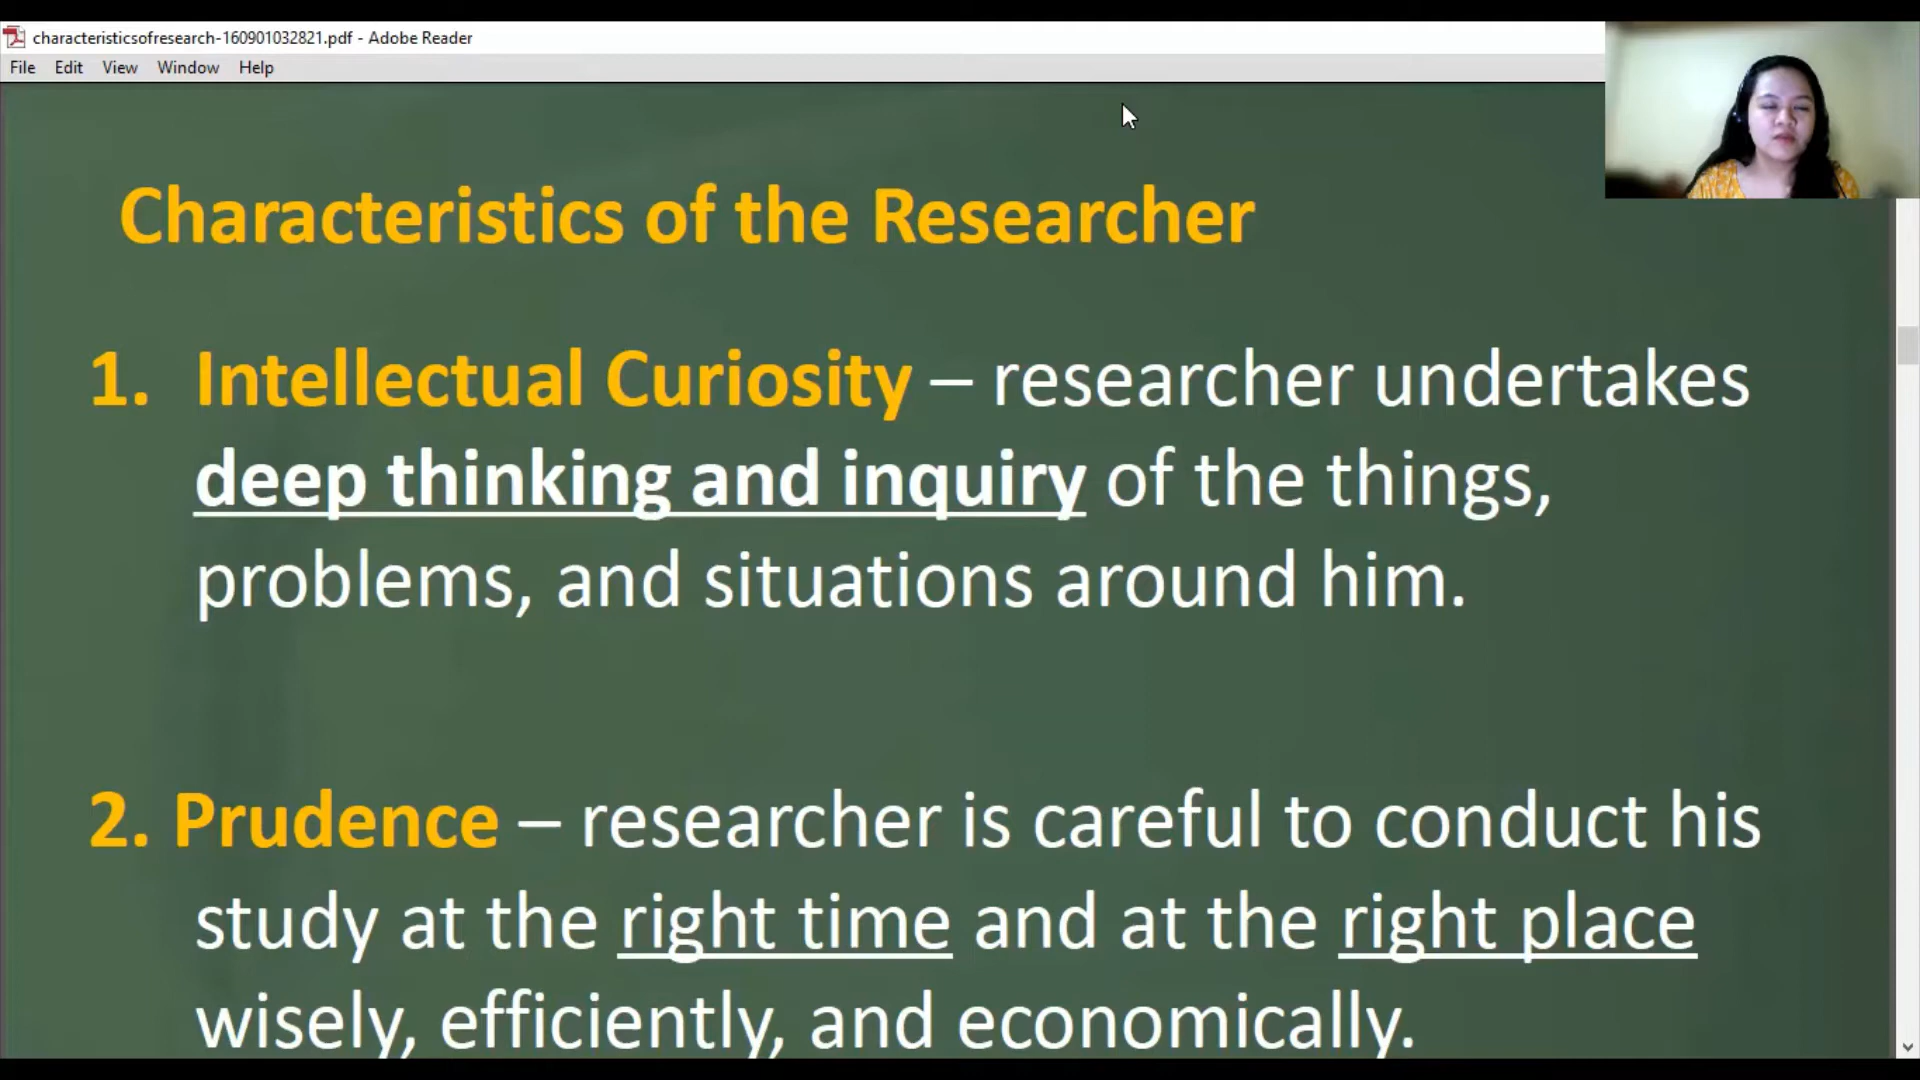 characteristicsofresearch-160901032821.pdf - Adobe Reader
File Edit View Window Help
Characteristics of the Researcher
1. Intellectual Curiosity – researcher undertakes
deep thinking and inquiry of the things,
problems, and situations around him.
2. Prudence – researcher is careful to conduct his
study at the right time and at the right place
wisely, efficiently, and economically.